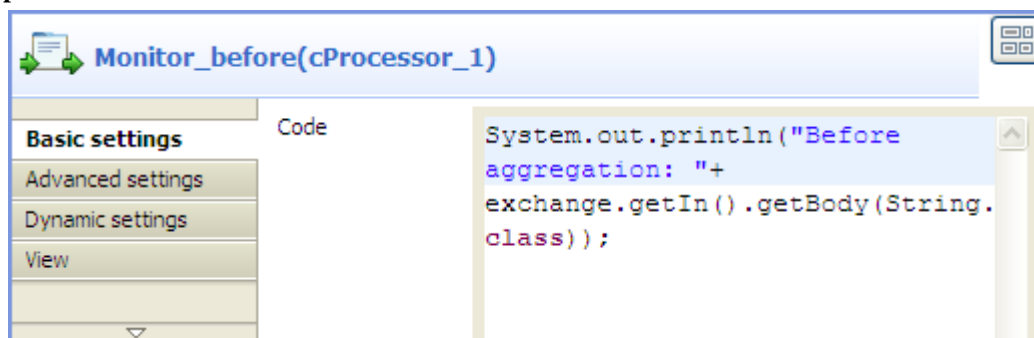 Monitor_before(cProcessor_1)
Basic settings
Advanced settings
Dynamic settings
View
Code
System.out.println("Before
aggregation: "+
exchange.getIn().getBody(String.
class));